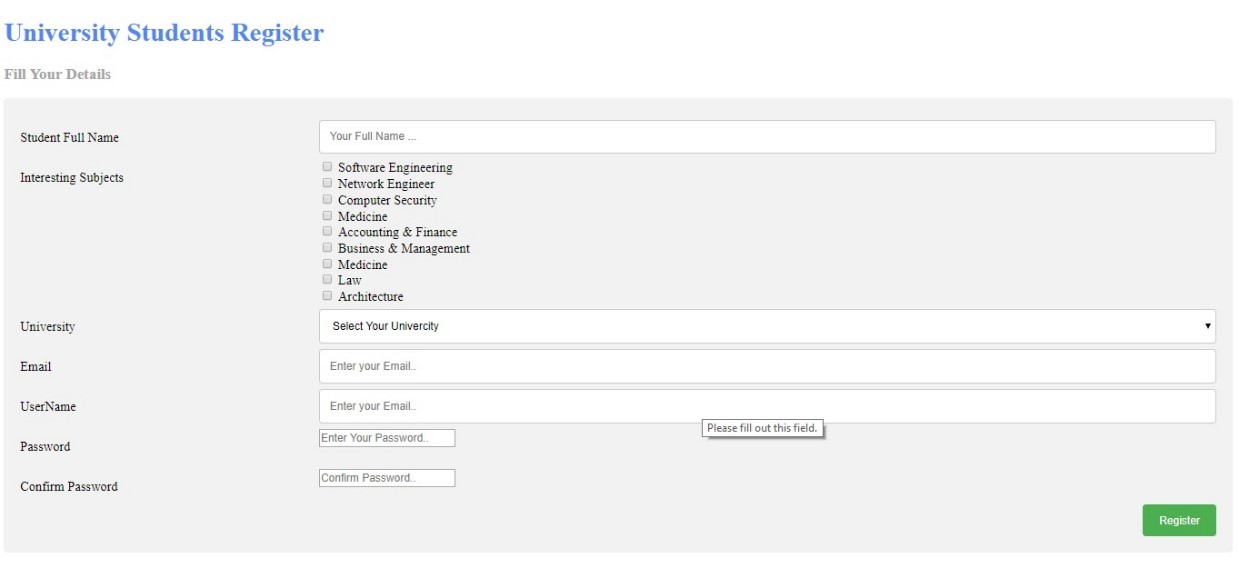 University Students Register
Fill Your Details
Student Full Name
Your Full Name ...
Interesting Subjects
Software Engineering
Network Engineer
Computer Security
Medicine
Accounting & Finance
Business & Management
Medicine
Law
Architecture
University
Select Your Univercity
Email
Enter your Email..
UserName
Enter your Email..
Please fill out this field.
Password
Enter Your Password..
Confirm Password
Confirm Password..
Register